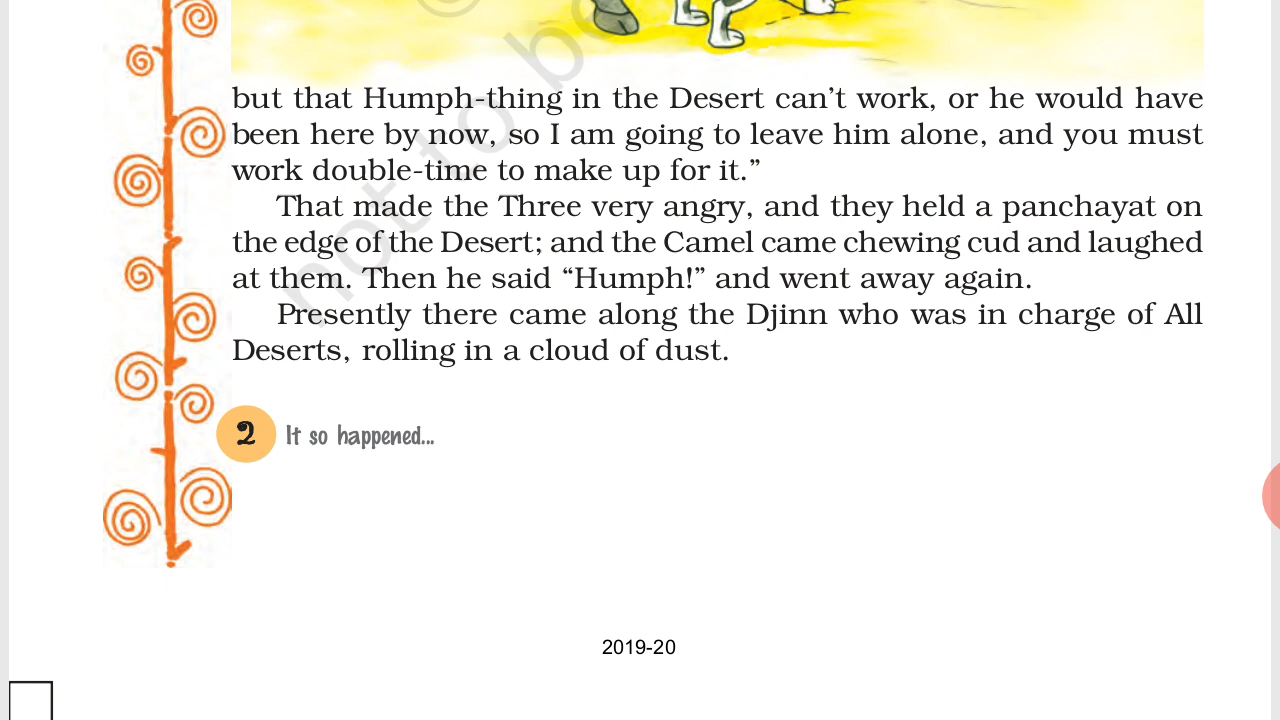 but that Humph-thing in the Desert can’t work, or he would have
been here by now, so I am going to leave him alone, and you must
work double-time to make up for it.”
That made the Three very angry, and they held a panchayat on
the edge of the Desert; and the Camel came chewing cud and laughed
at them. Then he said “Humph!” and went away again.
Presently there came along the Djinn who was in charge of All
Deserts, rolling in a cloud of dust.
2 It so happened...
2019-20
not to be